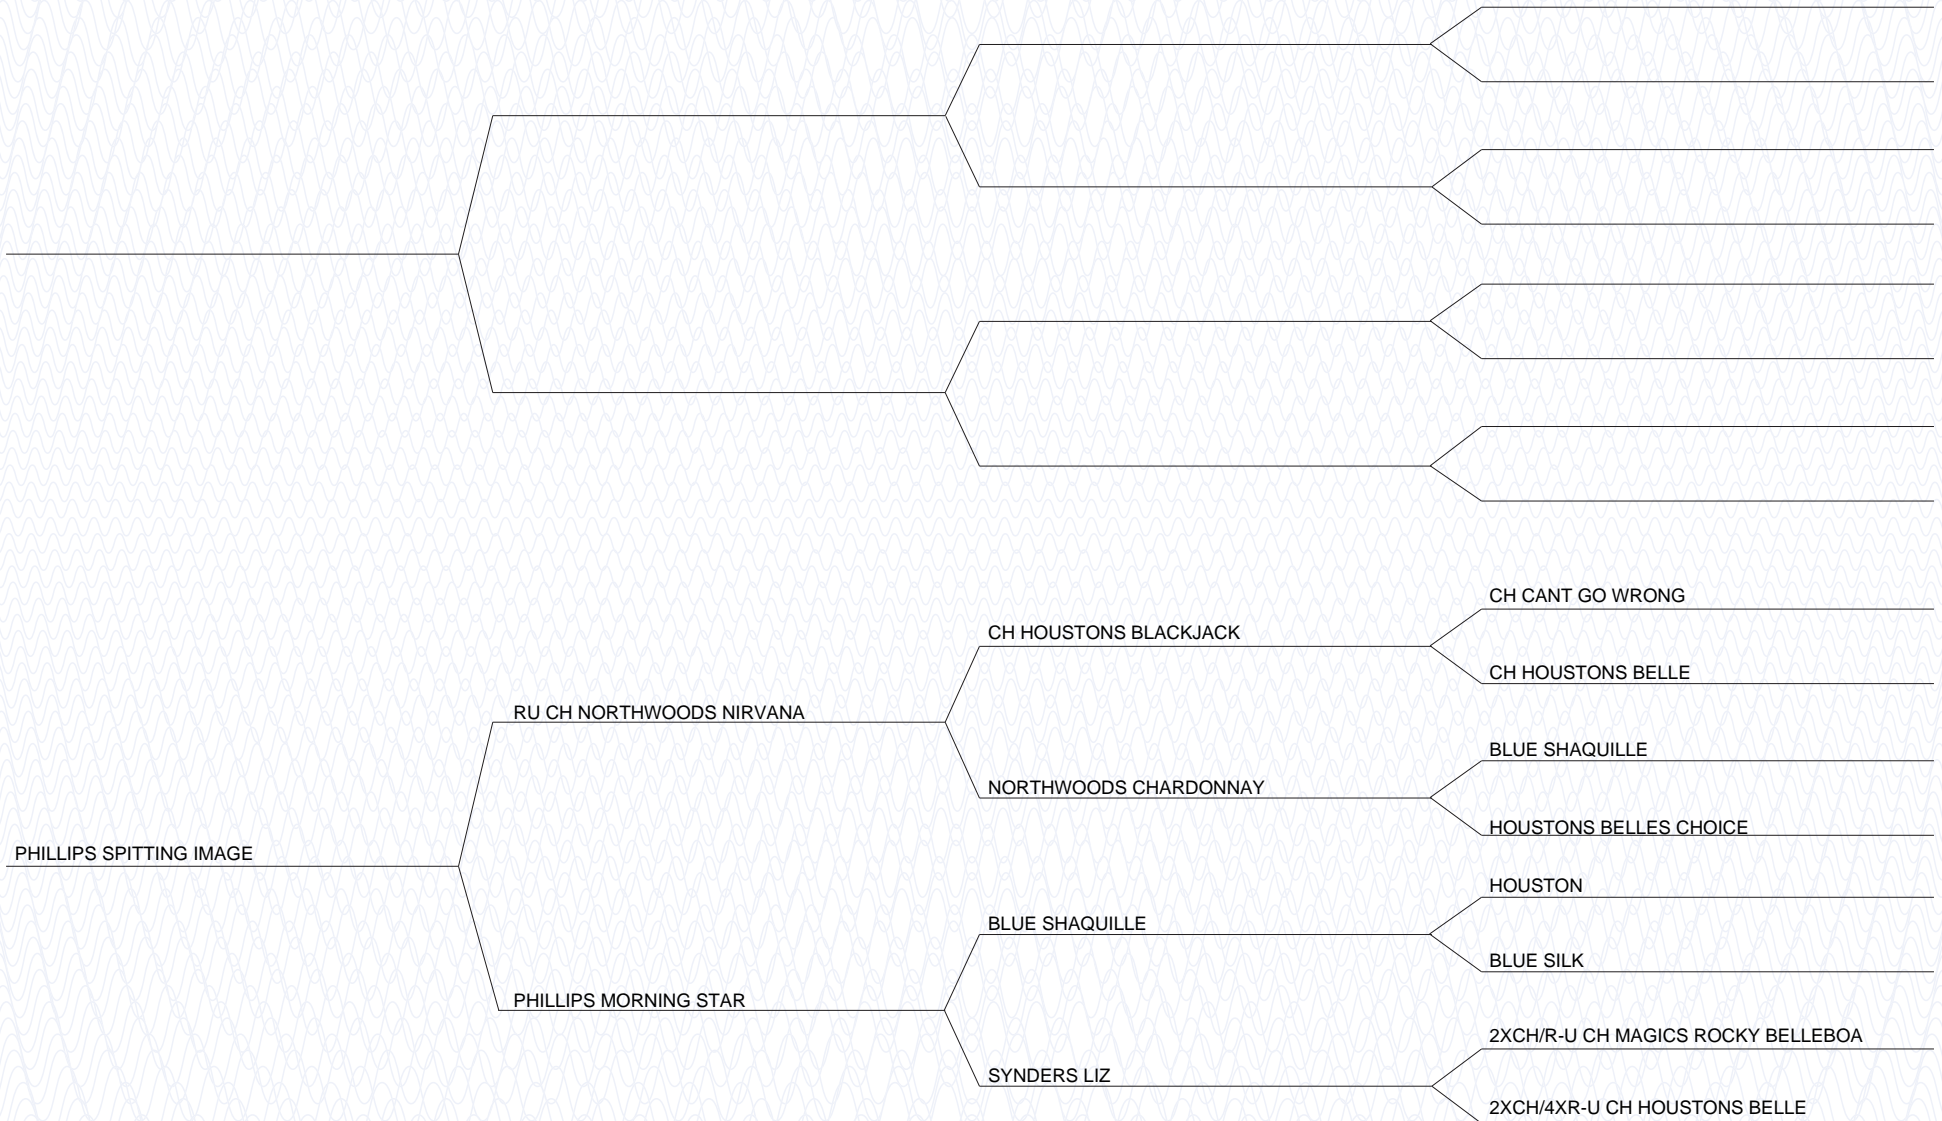 CH CANT GO WRONG
CH HOUSTONS BLACKJACK
CH HOUSTONS BELLE
RU CH NORTHWOODS NIRVANA
BLUE SHAQUILLE
NORTHWOODS CHARDONNAY
HOUSTONS BELLES CHOICE
PHILLIPS SPITTING IMAGE
HOUSTON
BLUE SHAQUILLE
BLUE SILK
PHILLIPS MORNING STAR
2XCH/R-U CH MAGICS ROCKY BELLEBOA
SYNDERS LIZ
2XCH/4XR-U CH HOUSTONS BELLE